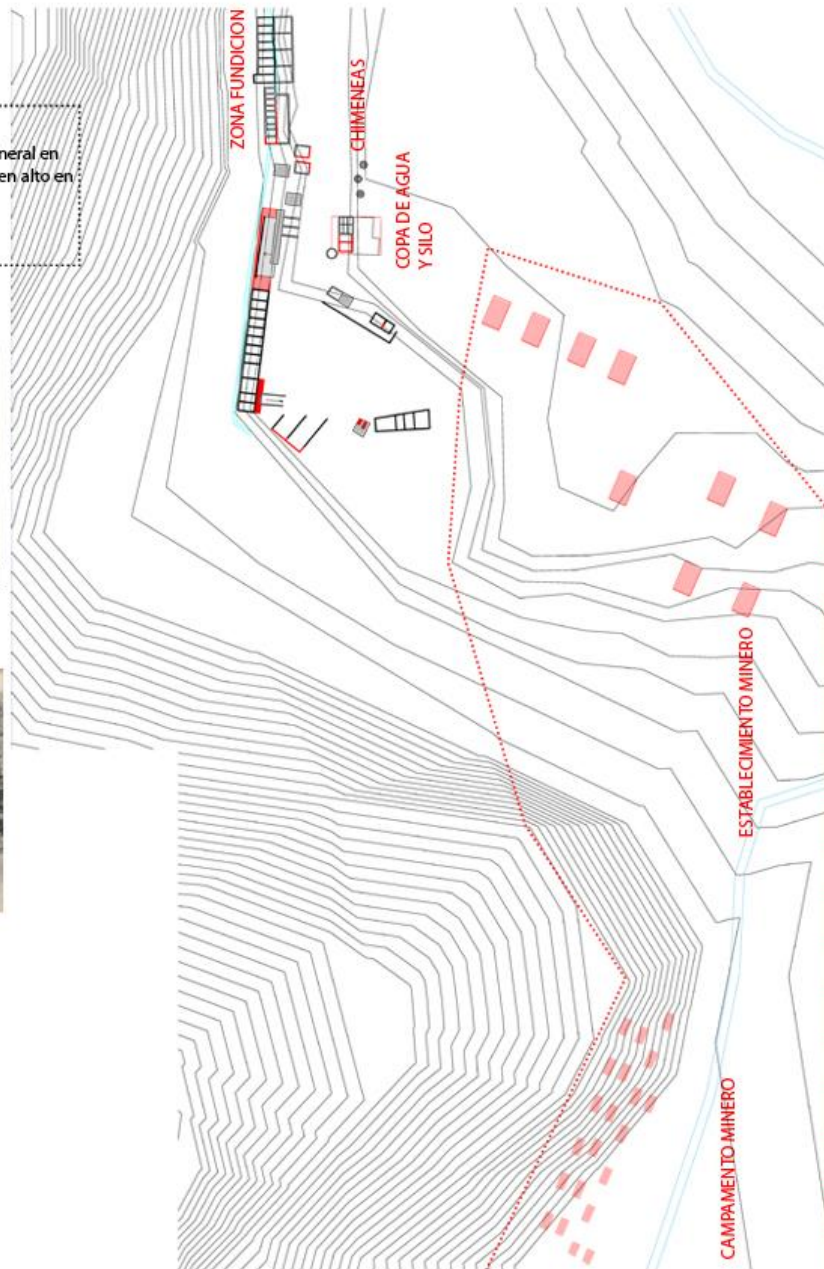 neral en
en alto en
ZONA FUNDICION
CHIMENEAS
COPA DE AGUA
Y SILO
ESTABLECIMIENTO MINERO
CAMPAMENTO MINERO